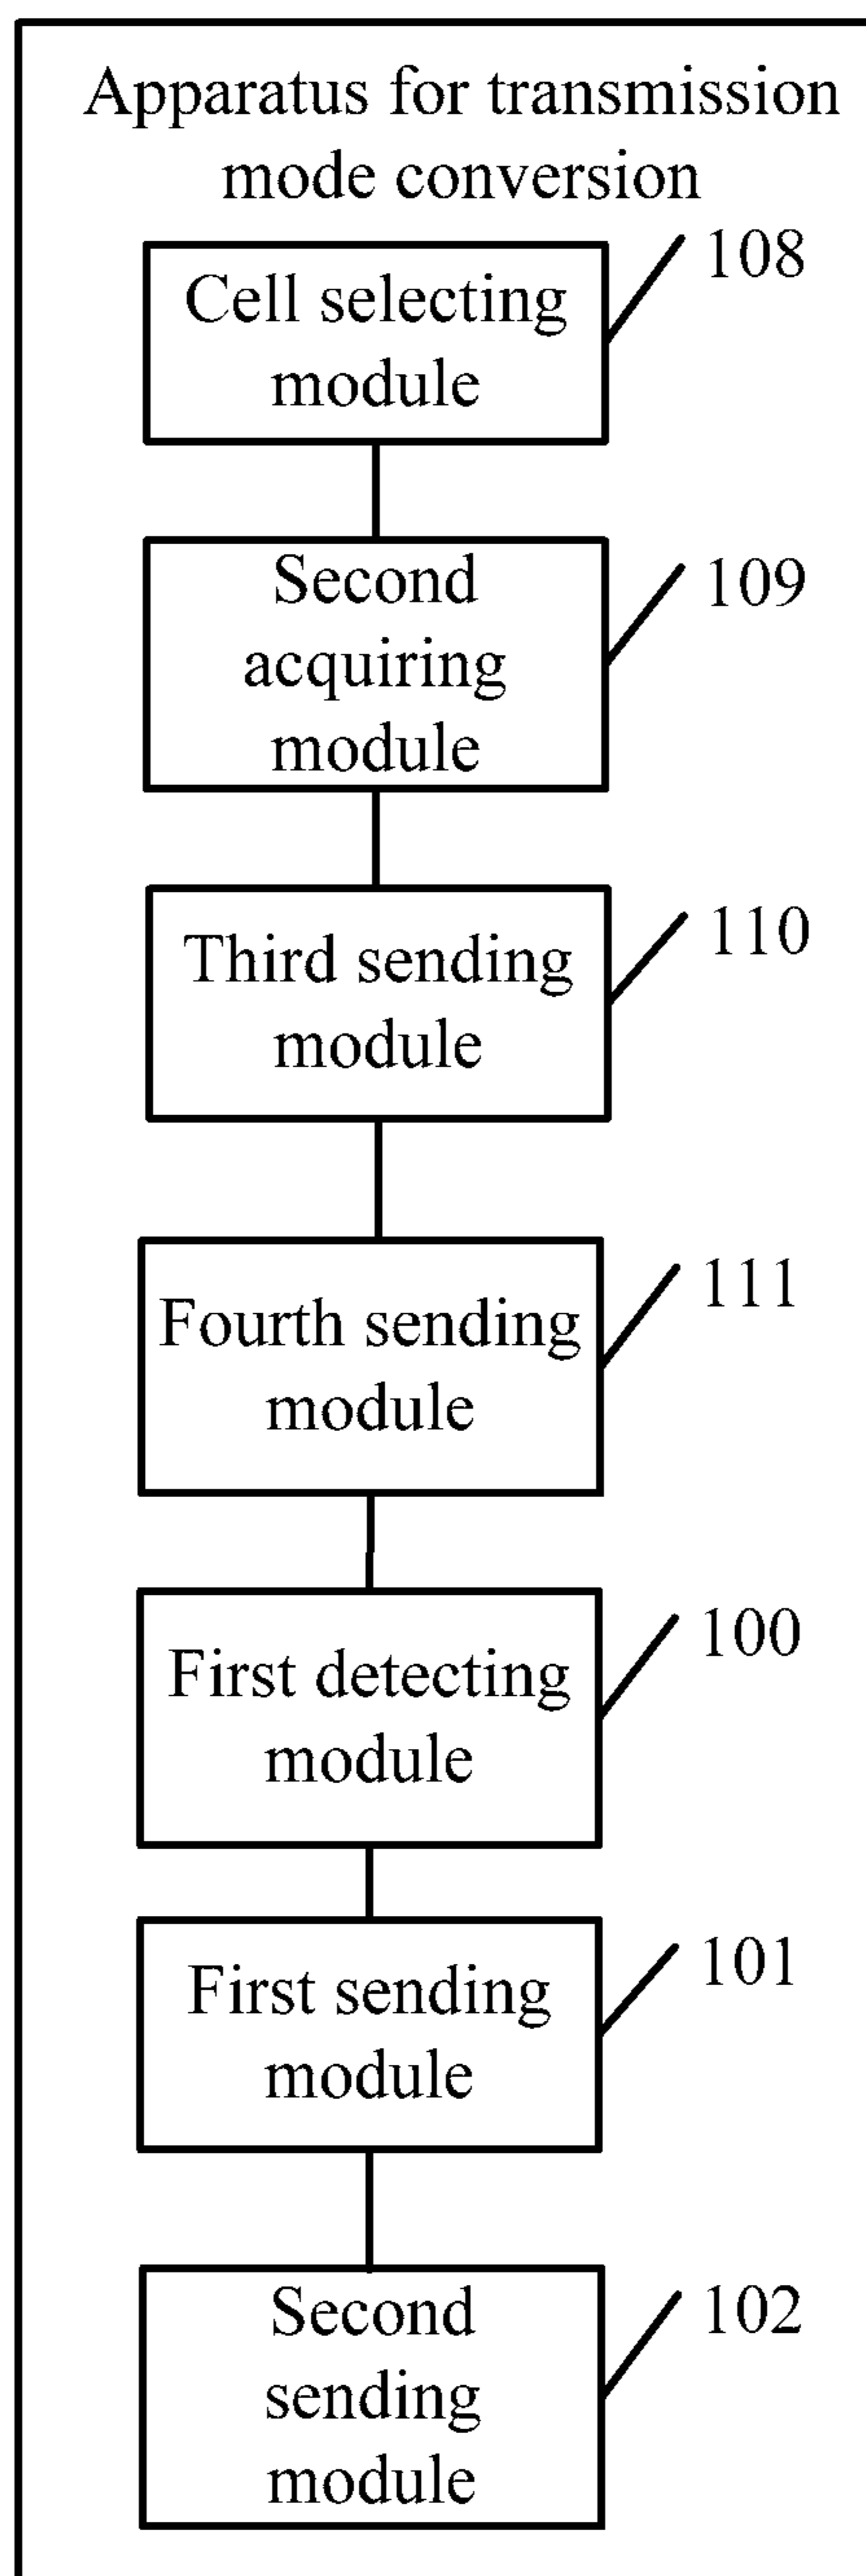 Apparatus for transmission
mode conversion
108
Cell selecting
module
109
Second
acquiring
module
110
Third sending
module
111
Fourth sending
module
100
First detecting
module
101
First sending
module
102
Second
sending
module